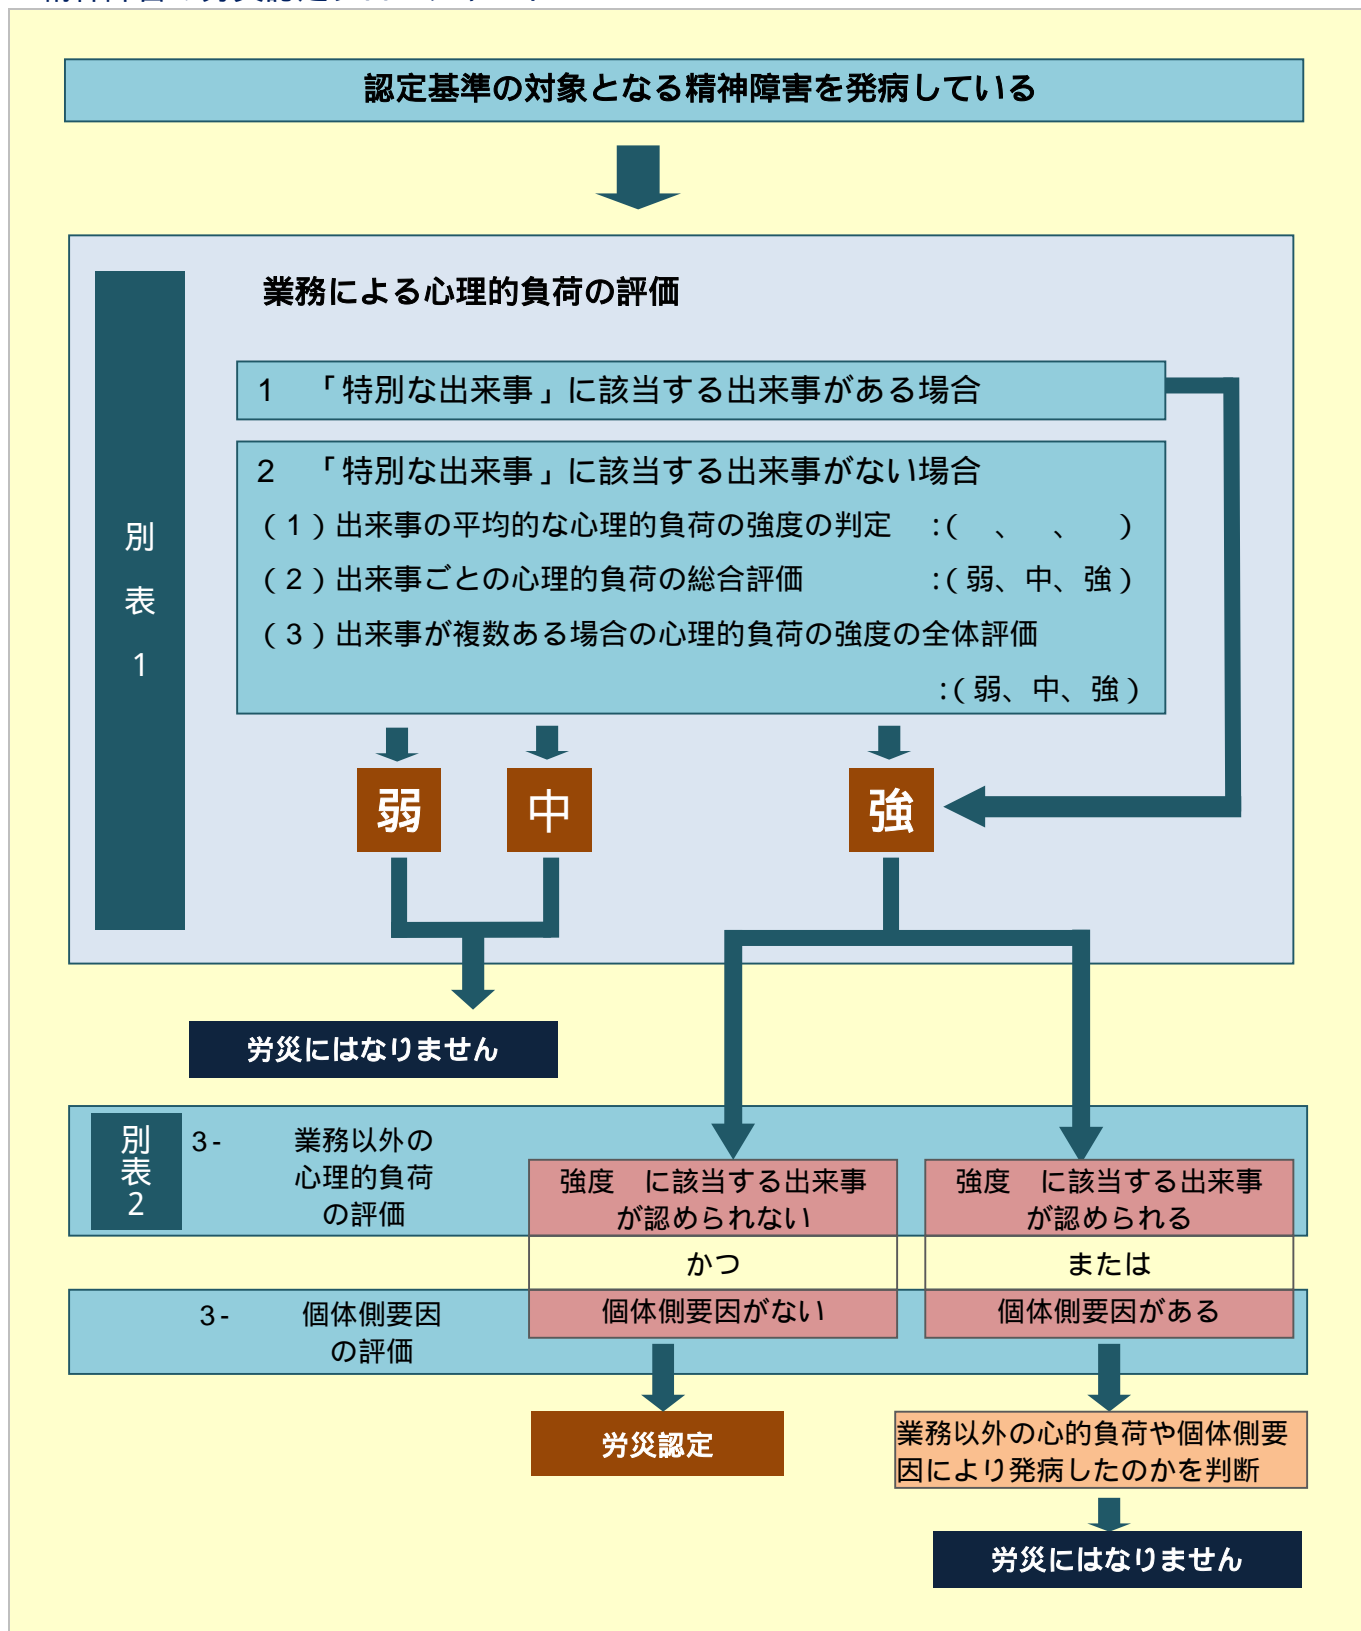 認定基準の対象となる精神障害を発病している
業務による心理的負荷の評価
別表1
1 「特別な出来事」に該当する出来事がある場合
2 「特別な出来事」に該当する出来事がない場合
(1)出来事の平均的な心理的負荷の強度の判定 :( 、 、 )
(2)出来事ごとの心理的負荷の総合評価 :(弱、中、強)
(3)出来事が複数ある場合の心理的負荷の強度の全体評価
:(弱、中、強)
弱 中 強
労災にはなりません
別表2
3- 業務以外の
心理的負荷
の評価
強度 に該当する出来事
が認められない
かつ
個体側要因がない
強度 に該当する出来事
が認められる
または
個体側要因がある
3- 個体側要因
の評価
労災認定
業務以外の心的負荷や個体側要
因により発病したのかを判断
労災にはなりません